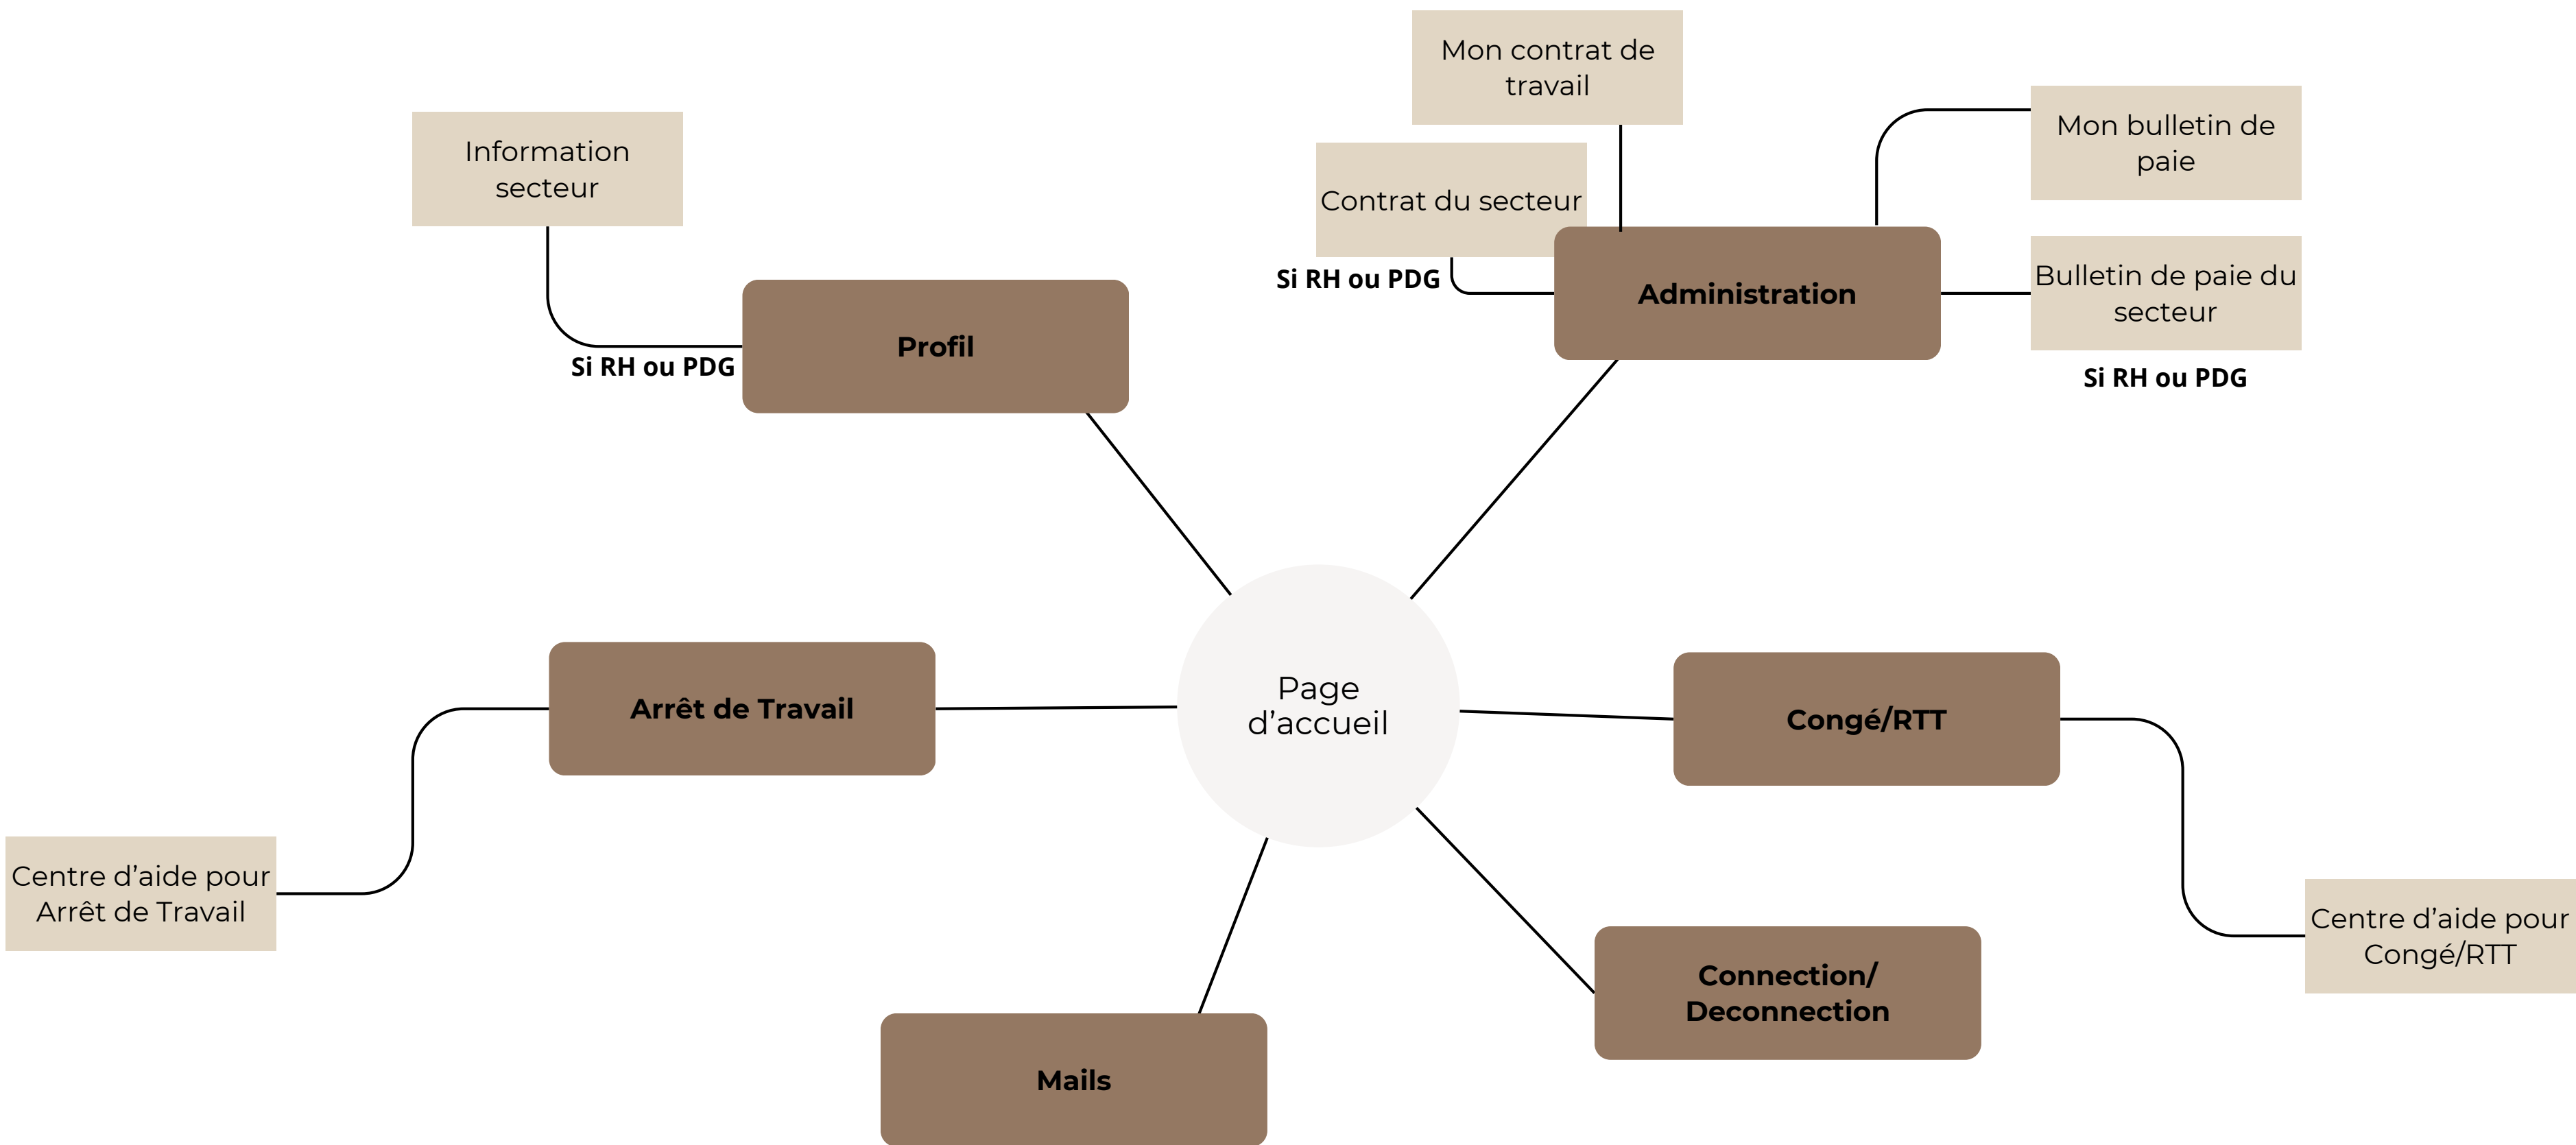 Mon contrat de
travail
Information
secteur
Mon bulletin de
paie
Contrat du secteur
Si RH ou PDG
Administration
Bulletin de paie du
secteur
Si RH ou PDG
Profil
Si RH ou PDG
Page
d’accueil
Arrêt de Travail
Congé/RTT
Centre d’aide pour
Arrêt de Travail
Centre d’aide pour
Congé/RTT
Connection/
Deconnection
Mails